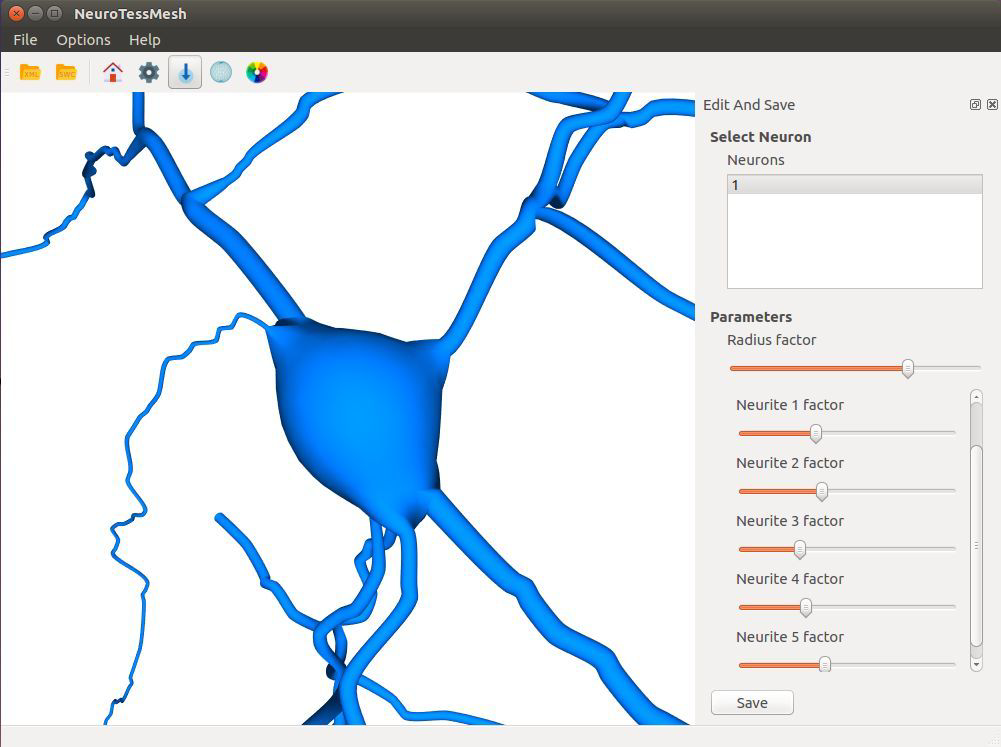 NeuroTessMesh
File Options Help
XML SWC
Edit And Save
Select Neuron
Neurons
1
Parameters
Radius factor
Neurite 1 factor
Neurite 2 factor
Neurite 3 factor
Neurite 4 factor
Neurite 5 factor
Save